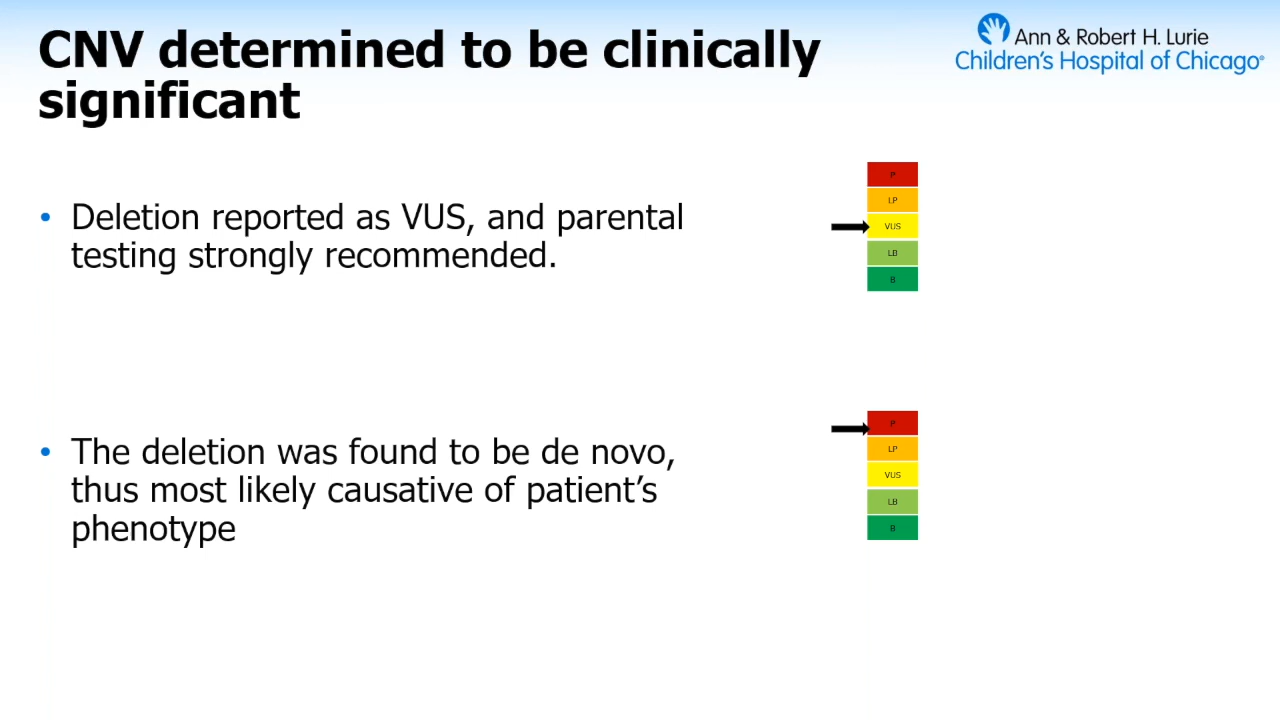 CNV determined to be clinically
significant
Ann & Robert H. Lurie
Children's Hospital of Chicago®
• Deletion reported as VUS, and parental
testing strongly recommended.
P
LP
VUS
LB
B
• The deletion was found to be de novo,
thus most likely causative of patient’s
phenotype
P
LP
VUS
LB
B